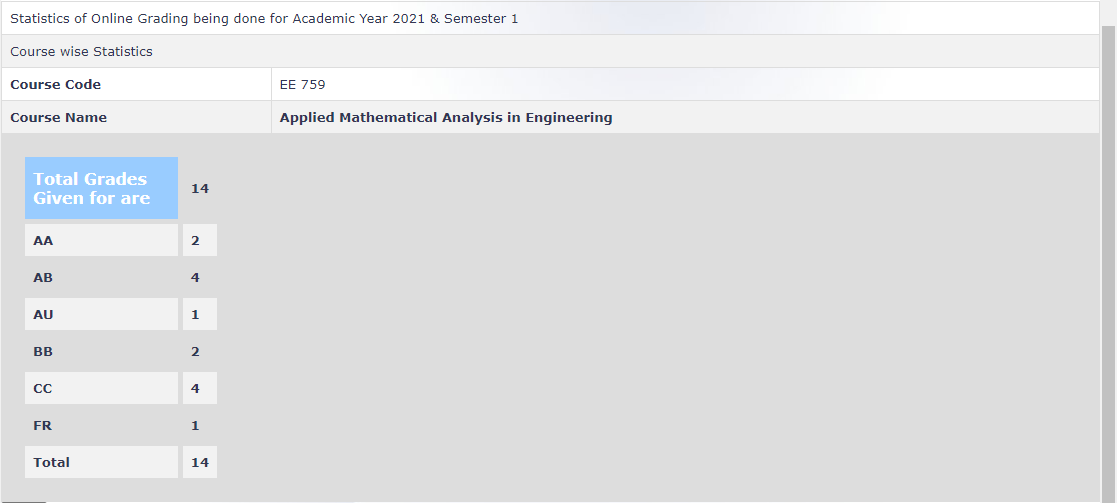 Statistics of Online Grading being done for Academic Year 2021 & Semester 1
Course wise Statistics
Course Code EE 759
Course Name Applied Mathematical Analysis in Engineering
Total Grades
Given for are 14
AA 2
AB 4
AU 1
BB 2
CC 4
FR 1
Total 14